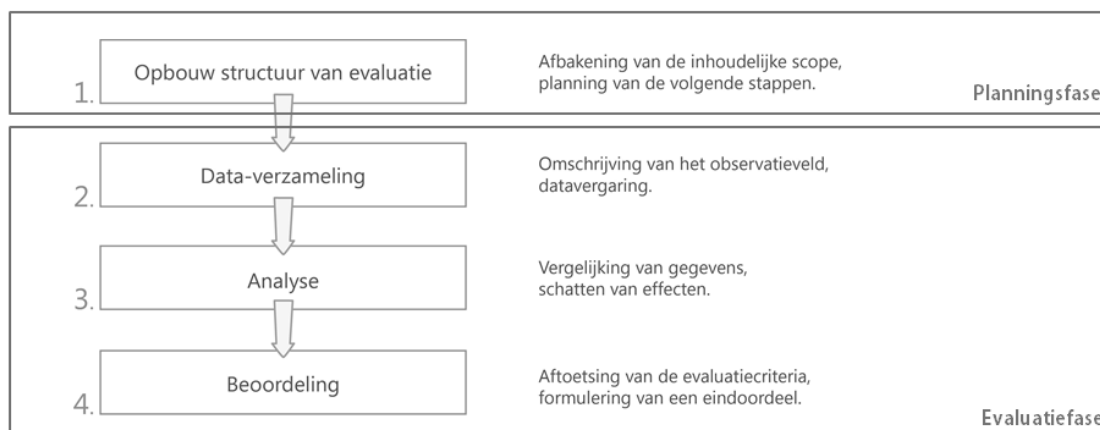 1.
Opbouw structuur van evaluatie
Afbakening van de inhoudelijke scope,
planning van de volgende stappen.
Planningsfase
2.
Data-verzameling
Omschrijving van het observatieveld,
datavergaring.
3.
Analyse
Vergelijking van gegevens,
schatten van effecten.
4.
Beoordeling
Aftoetsing van de evaluatiecriteria,
formulering van een eindoordeel.
Evaluatiefase